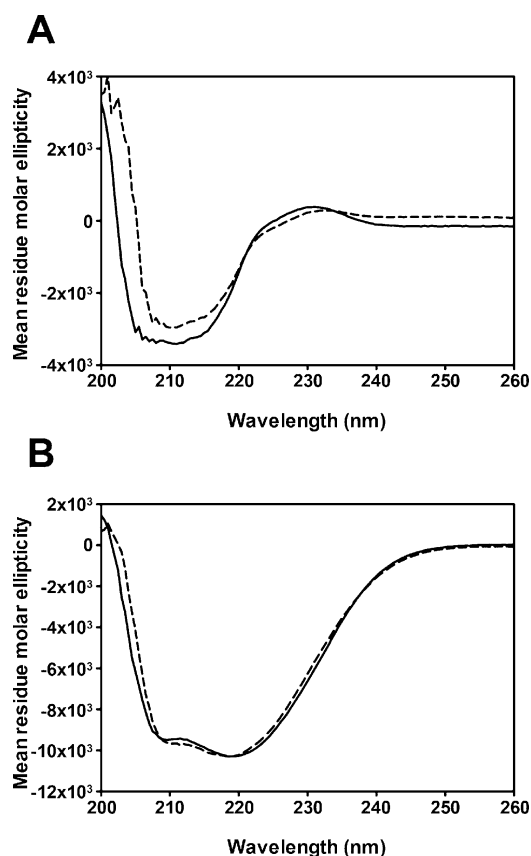 A
Mean residue molar ellipticity
4x10³
2x10³
0
-2x10³
-4x10³
200 210 220 230 240 250 260
Wavelength (nm)
B
Mean residue molar ellipticity
2x10³
0
-2x10³
-4x10³
-6x10³
-8x10³
-10x10³
-12x10³
200 210 220 230 240 250 260
Wavelength (nm)